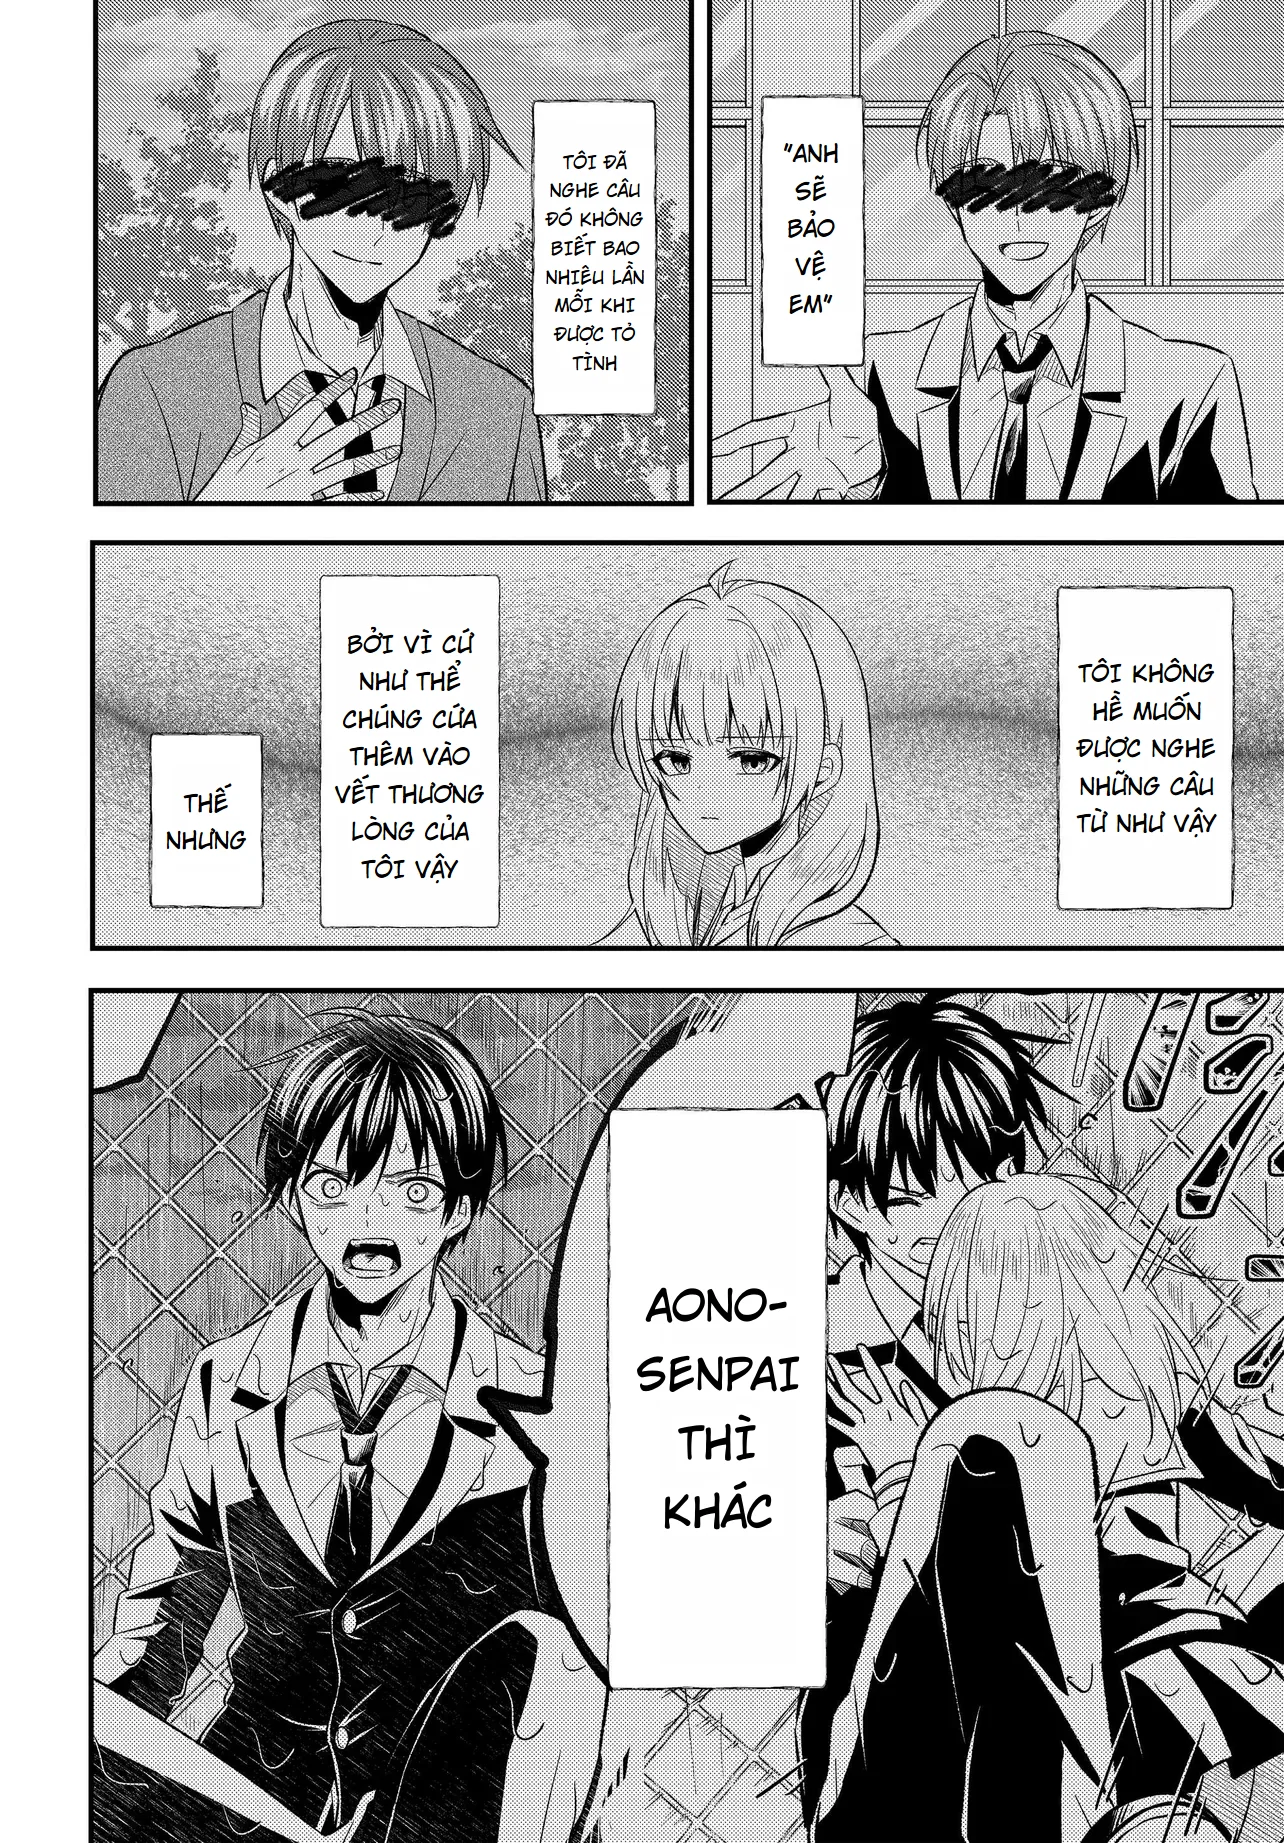 "ANH
SẼ
BẢO
VỆ
EM"
TÔI ĐÃ
NGHE CÂU
ĐÓ KHÔNG
BIẾT BAO
NHIÊU LẦN
MỖI KHI
ĐƯỢC TỎ
TÌNH
TÔI KHÔNG
HỀ MUỐN
ĐƯỢC NGHE
NHỮNG CÂU
TỪ NHƯ VẬY
BỞI VÌ CỨ
NHƯ THỂ
CHÚNG CỨA
THÊM VÀO
VẾT THƯƠNG
LÒNG CỦA
TÔI VẬY
THẾ
NHƯNG
AONO-
SENPAI
THÌ
KHÁC